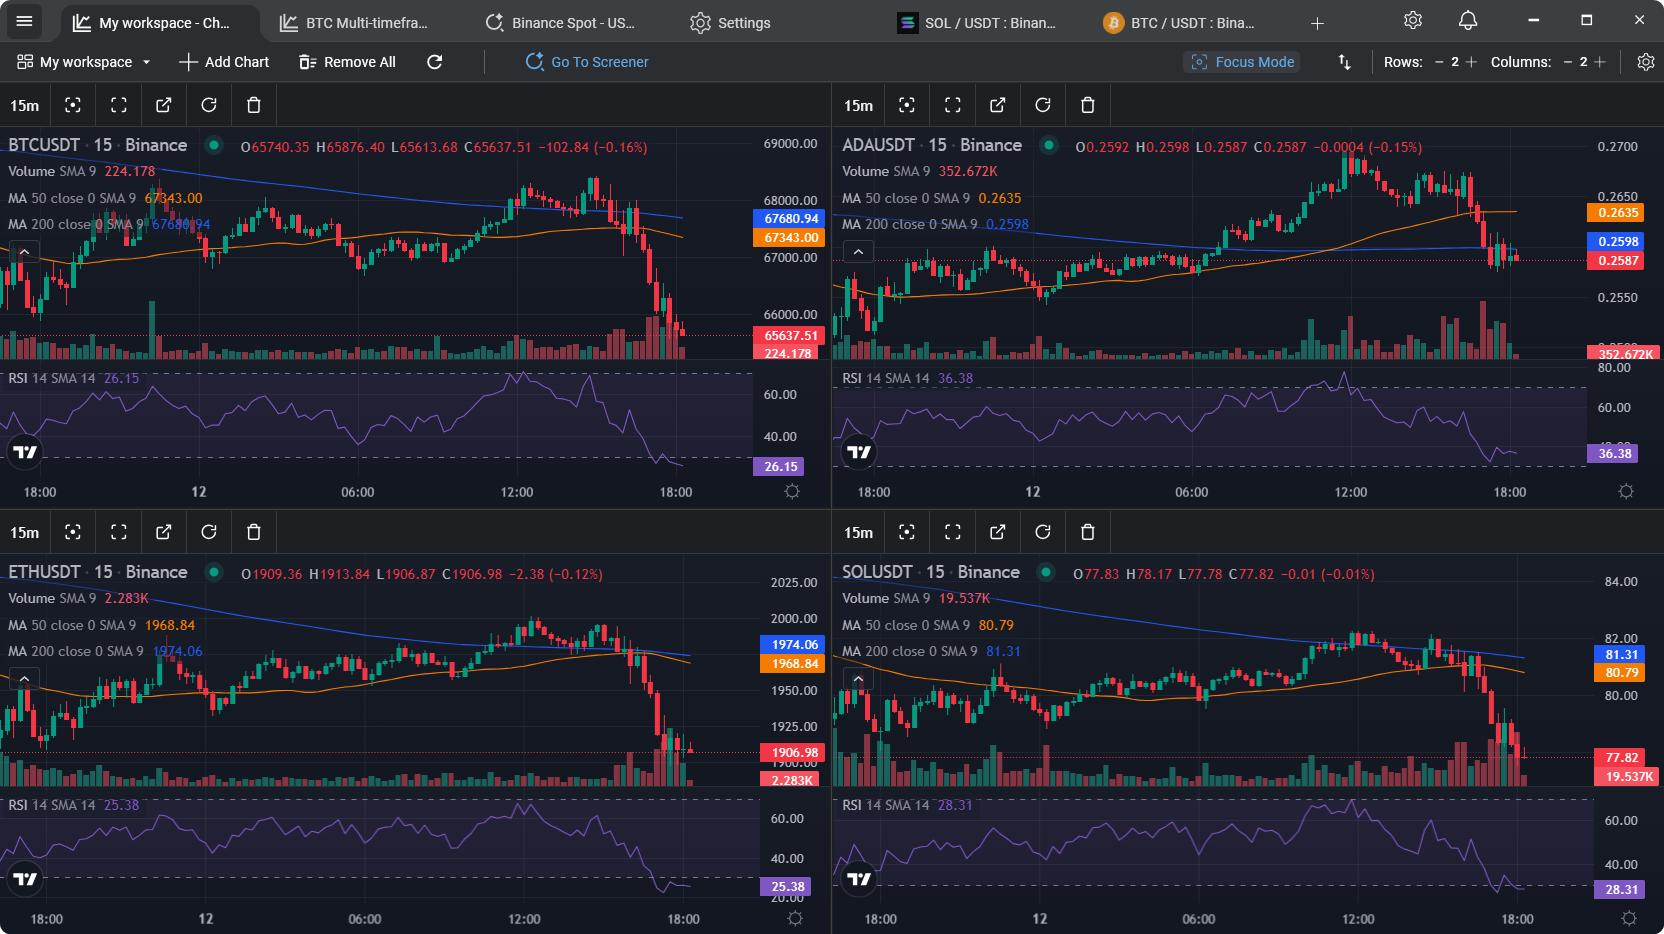 My workspace - Ch...
BTC Multi-timefra...
Binance Spot - US...
Settings
SOL / USDT : Binan...
BTC / USDT : Bina...
My workspace
Add Chart
Remove All
Go To Screener
Focus Mode
Rows: − 2 +
Columns: − 2 +
15m
BTCUSDT · 15 · Binance O65740.35 H65876.40 L65613.68 C65637.51 −102.84 (−0.16%)
Volume SMA 9 224.178
MA 50 close 0 SMA 9 67343.00
MA 200 close 0 SMA 9 67680.94
69000.00
68000.00
67680.94
67343.00
67000.00
66000.00
65637.51
224.178
RSI 14 SMA 14 26.15
60.00
40.00
26.15
18:00 12 06:00 12:00 18:00
15m
ADAUSDT · 15 · Binance O0.2592 H0.2598 L0.2587 C0.2587 −0.0004 (−0.15%)
Volume SMA 9 352.672K
MA 50 close 0 SMA 9 0.2635
MA 200 close 0 SMA 9 0.2598
0.2700
0.2650
0.2635
0.2598
0.2587
0.2550
352.672K
RSI 14 SMA 14 36.38
80.00
60.00
36.38
18:00 12 06:00 12:00 18:00
15m
ETHUSDT · 15 · Binance O1909.36 H1913.84 L1906.87 C1906.98 −2.38 (−0.12%)
Volume SMA 9 2.283K
MA 50 close 0 SMA 9 1968.84
MA 200 close 0 SMA 9 1974.06
2025.00
2000.00
1974.06
1968.84
1950.00
1925.00
1906.98
1900.00
2.283K
RSI 14 SMA 14 25.38
60.00
40.00
25.38
20.00
18:00 12 06:00 12:00 18:00
15m
SOLUSDT · 15 · Binance O77.83 H78.17 L77.78 C77.82 −0.01 (−0.01%)
Volume SMA 9 19.537K
MA 50 close 0 SMA 9 80.79
MA 200 close 0 SMA 9 81.31
84.00
82.00
81.31
80.79
80.00
77.82
19.537K
RSI 14 SMA 14 28.31
60.00
40.00
28.31
18:00 12 06:00 12:00 18:00